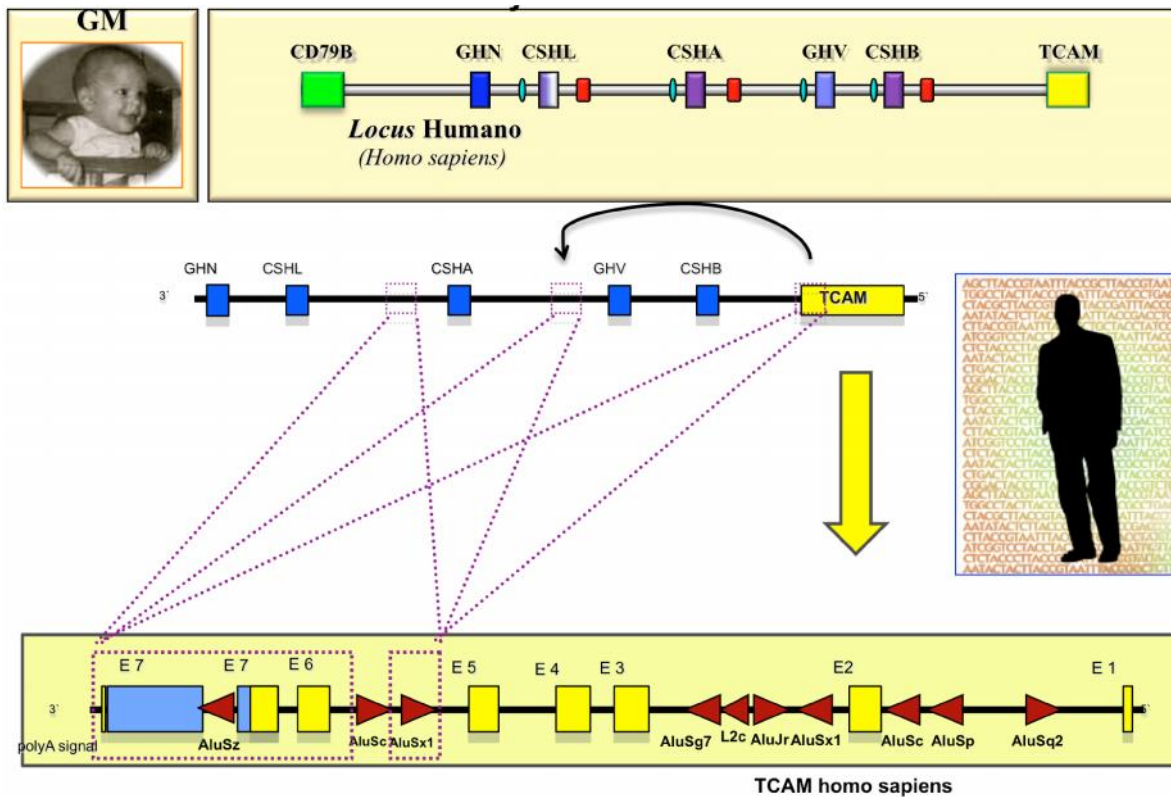 GM
CD79B GHN CSHL CSHA GHV CSHB TCAM
Locus Humano
(Homo sapiens)
GHN CSHL CSHA GHV CSHB
3` TCAM 5`
E 7 E 7 E 6 E 5 E 4 E 3 E2 E 1
3` 5`
polyA signal AluSz AluSc AluSx1 AluSg7 L2c AluJr AluSx1 AluSc AluSp AluSq2
TCAM homo sapiens